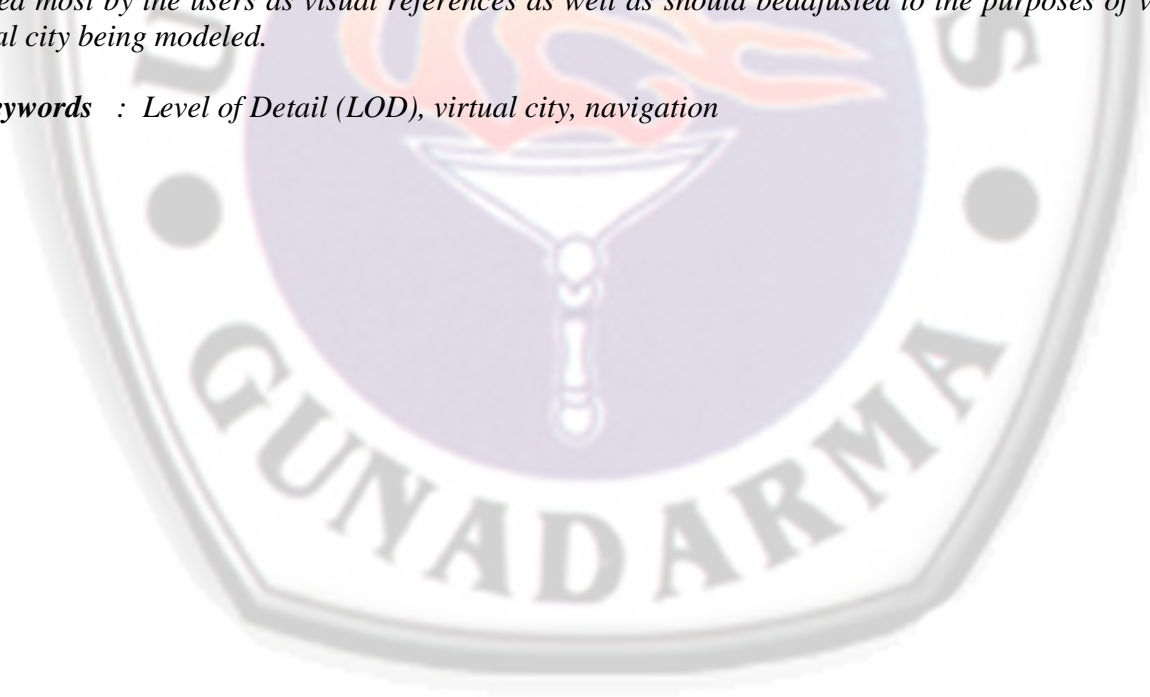 ed most by the users as visual references as well as should beadjusted to the purposes of v
al city being modeled.
ywords : Level of Detail (LOD), virtual city, navigation
U S
GUNADARMA